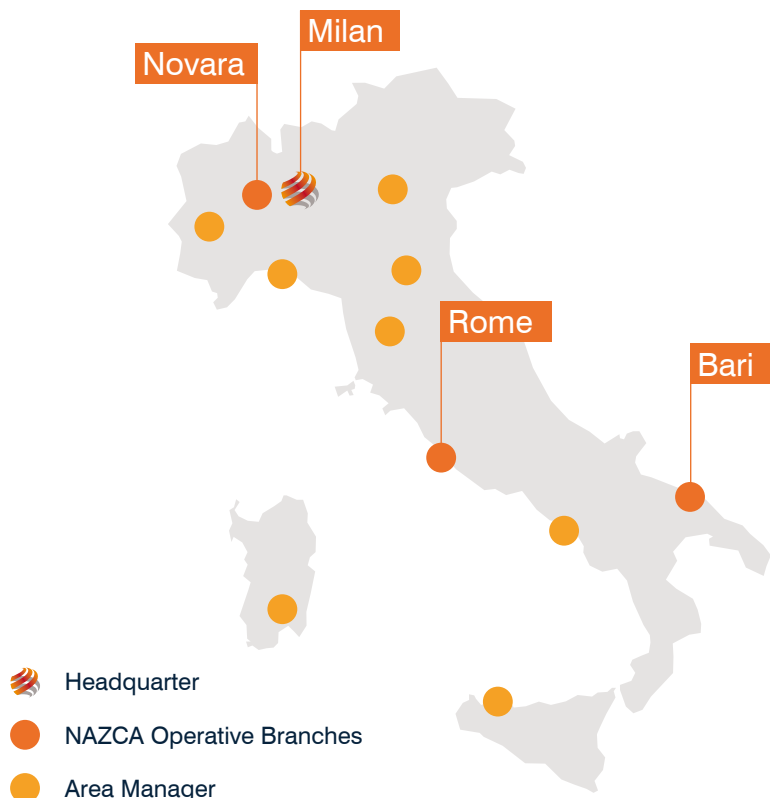 Milan
Novara
Rome
Bari
Headquarter
NAZCA Operative Branches
Area Manager